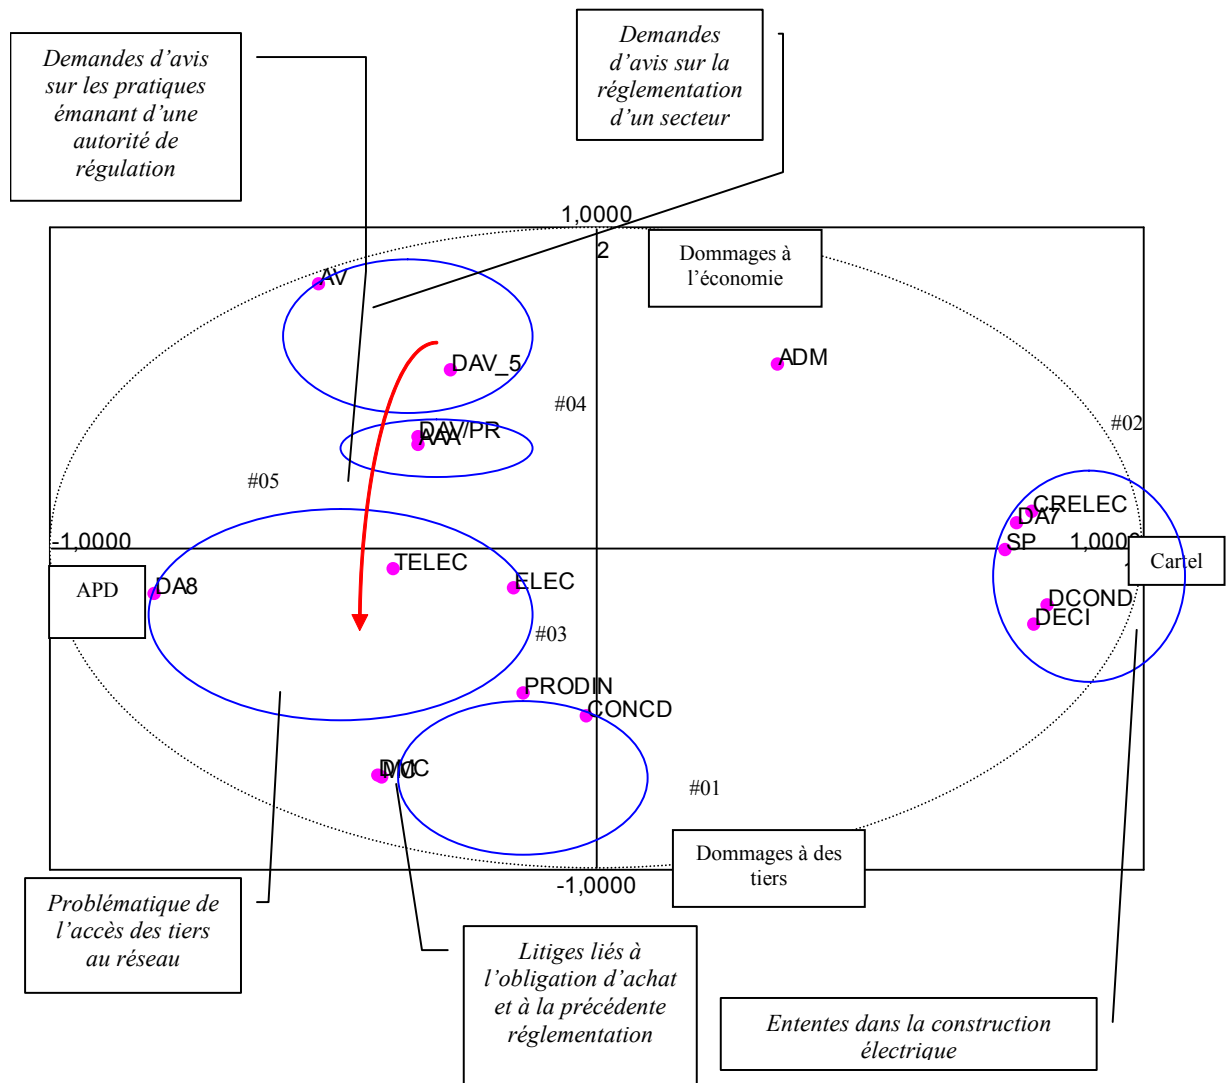 Demandes d'avis
sur les pratiques
émanant d'une
autorité de
régulation
Demandes
d'avis sur la
réglementation
d'un secteur
1,0000
2
Dommages à
l'économie
AV
DAV_5
ADM
#04
#02
DAV/PR
AAA
#05
CRELEC
DA7
SP
-1,0000
1,0000
Cartel
TELEC
ELEC
APD
DA8
DCOND
DECI
#03
PRODIN
CONCD
DMC
#01
Dommages à des
tiers
-1,0000
Problématique de
l'accès des tiers
au réseau
Litiges liés à
l'obligation d'achat
et à la précédente
réglementation
Ententes dans la construction
électrique